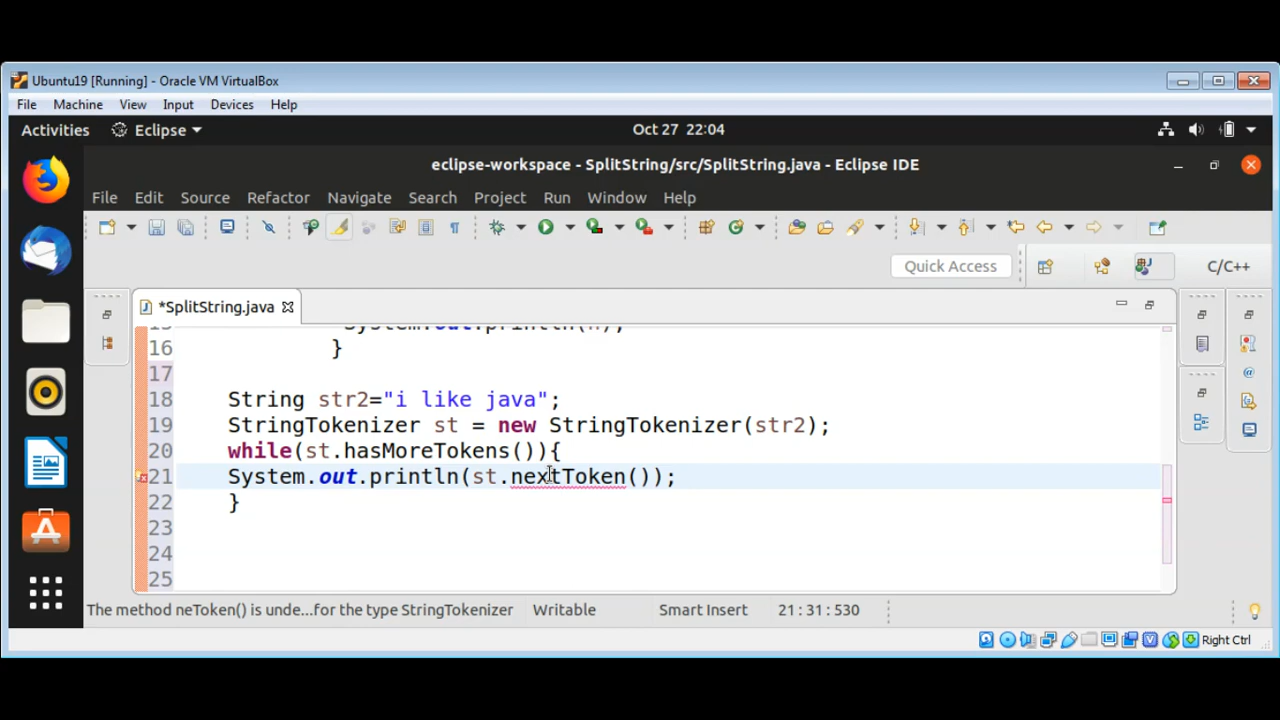 Ubuntu19 [Running] - Oracle VM VirtualBox
File Machine View Input Devices Help
Activities Eclipse Oct 27 22:04
eclipse-workspace - SplitString/src/SplitString.java - Eclipse IDE
File Edit Source Refactor Navigate Search Project Run Window Help
Quick Access C/C++
*SplitString.java
15 System.out.println(n);
16 }
17
18 String str2="i like java";
19 StringTokenizer st = new StringTokenizer(str2);
20 while(st.hasMoreTokens()){
21 System.out.println(st.nextToken());
22 }
23
24
25
The method neToken() is unde...for the type StringTokenizer Writable Smart Insert 21 : 31 : 530
Right Ctrl